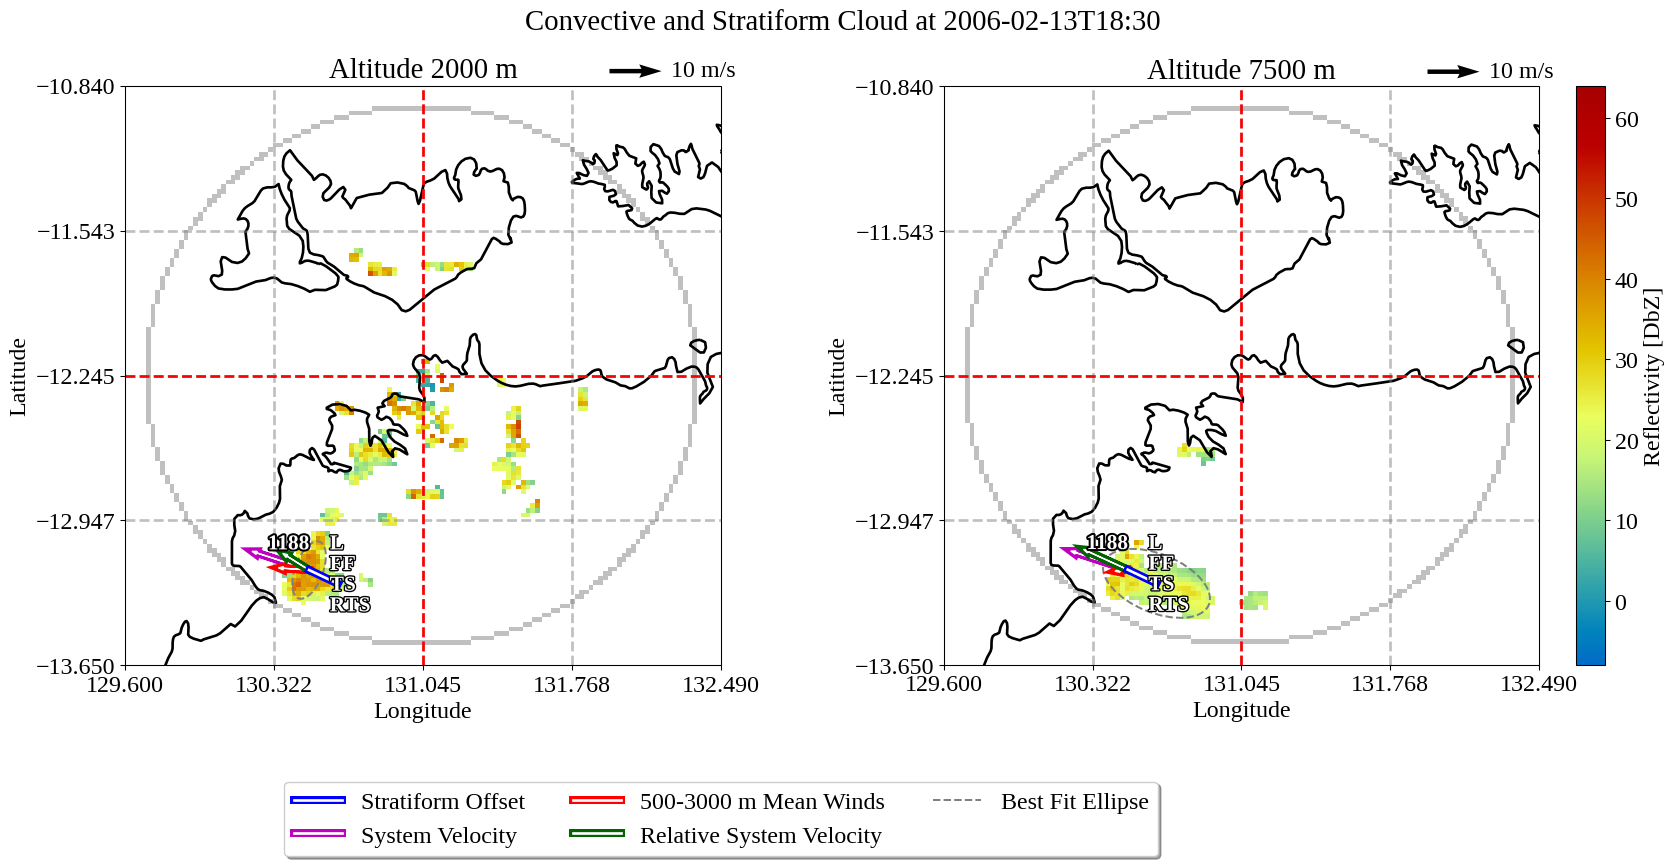 Convective and Stratiform Cloud at 2006-02-13T18:30
Altitude 2000 m
10 m/s
Altitude 7500 m
10 m/s
−10.840
−11.543
−12.245
−12.947
−13.650
Latitude
129.600
130.322
131.045
131.768
132.490
Longitude
1188
L
FF
TS
RTS
−10.840
−11.543
−12.245
−12.947
−13.650
Latitude
129.600
130.322
131.045
131.768
132.490
Longitude
1188
L
FF
TS
RTS
60
50
40
30
20
10
0
Reflectivity [DbZ]
Stratiform Offset
System Velocity
500-3000 m Mean Winds
Relative System Velocity
Best Fit Ellipse